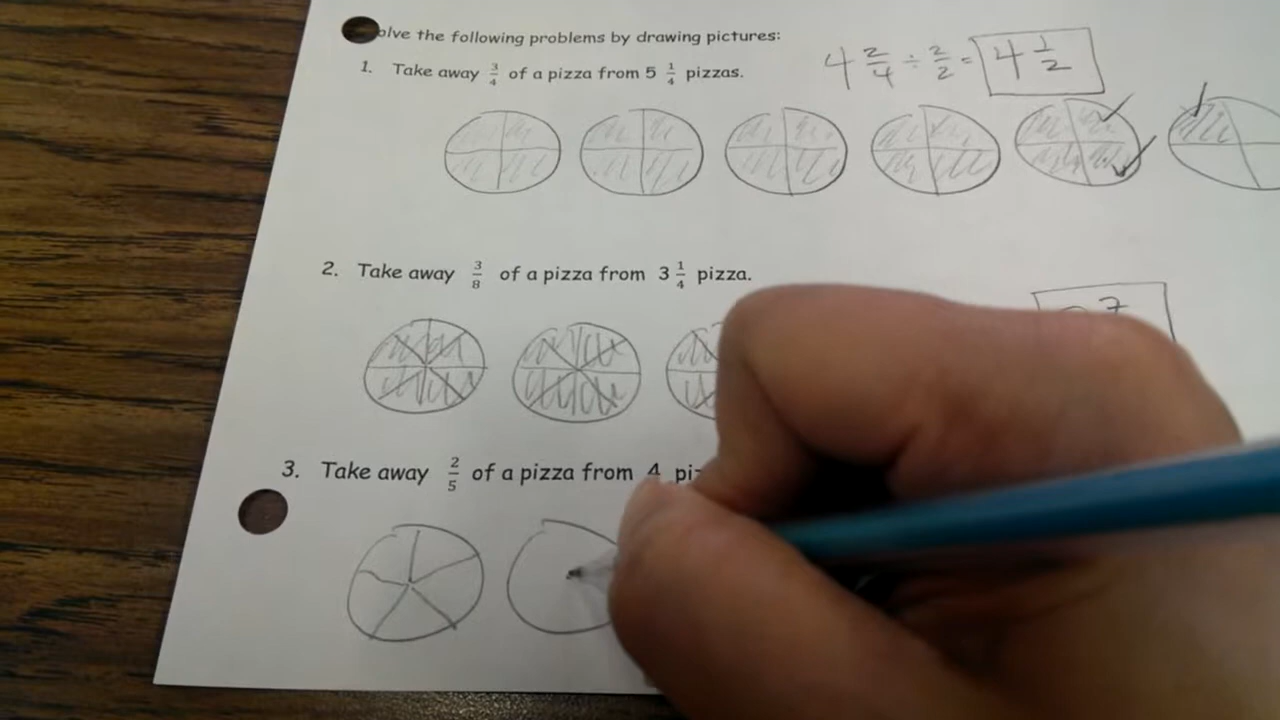 olve the following problems by drawing pictures:
1. Take away 3/4 of a pizza from 5 1/4 pizzas.
4 2/4 ÷ 2/2 = 4 1/2
2. Take away 3/8 of a pizza from 3 1/4 pizza.
7
3. Take away 2/5 of a pizza from 4